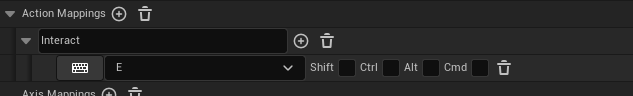 Action Mappings
Interact
E Shift Ctrl Alt Cmd
Axis Mappings